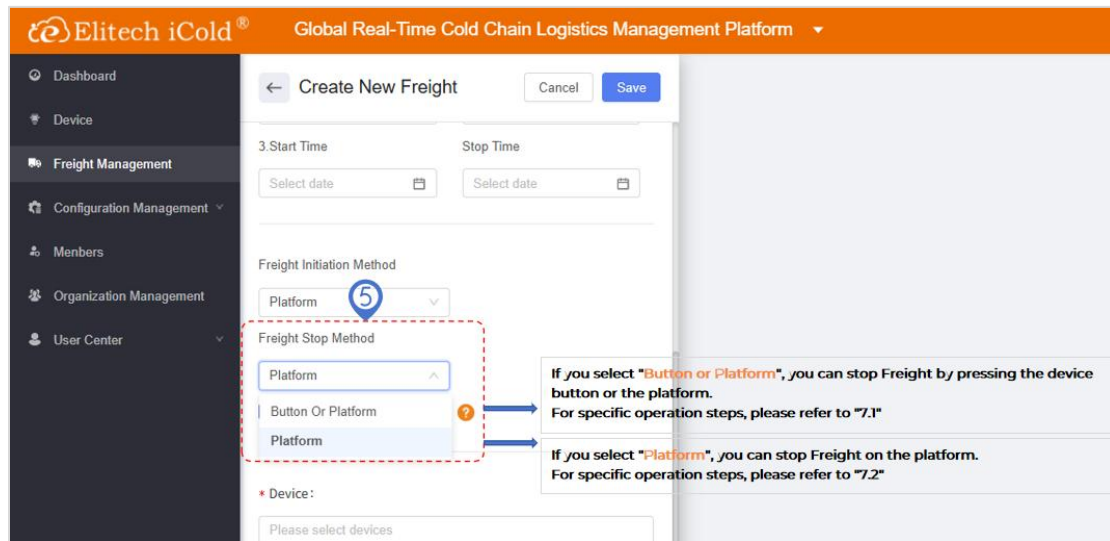 Elitech iCold®
Global Real-Time Cold Chain Logistics Management Platform
Dashboard
Device
Freight Management
Configuration Management
Menbers
Organization Management
User Center
Create New Freight
Cancel
Save
3.Start Time
Stop Time
Select date
Select date
Freight Initiation Method
Platform
5
Freight Stop Method
Platform
Button Or Platform
?
Platform
If you select "Button or Platform", you can stop Freight by pressing the device
button or the platform.
For specific operation steps, please refer to "7.1"
If you select "Platform", you can stop Freight on the platform.
For specific operation steps, please refer to "7.2"
* Device:
Please select devices